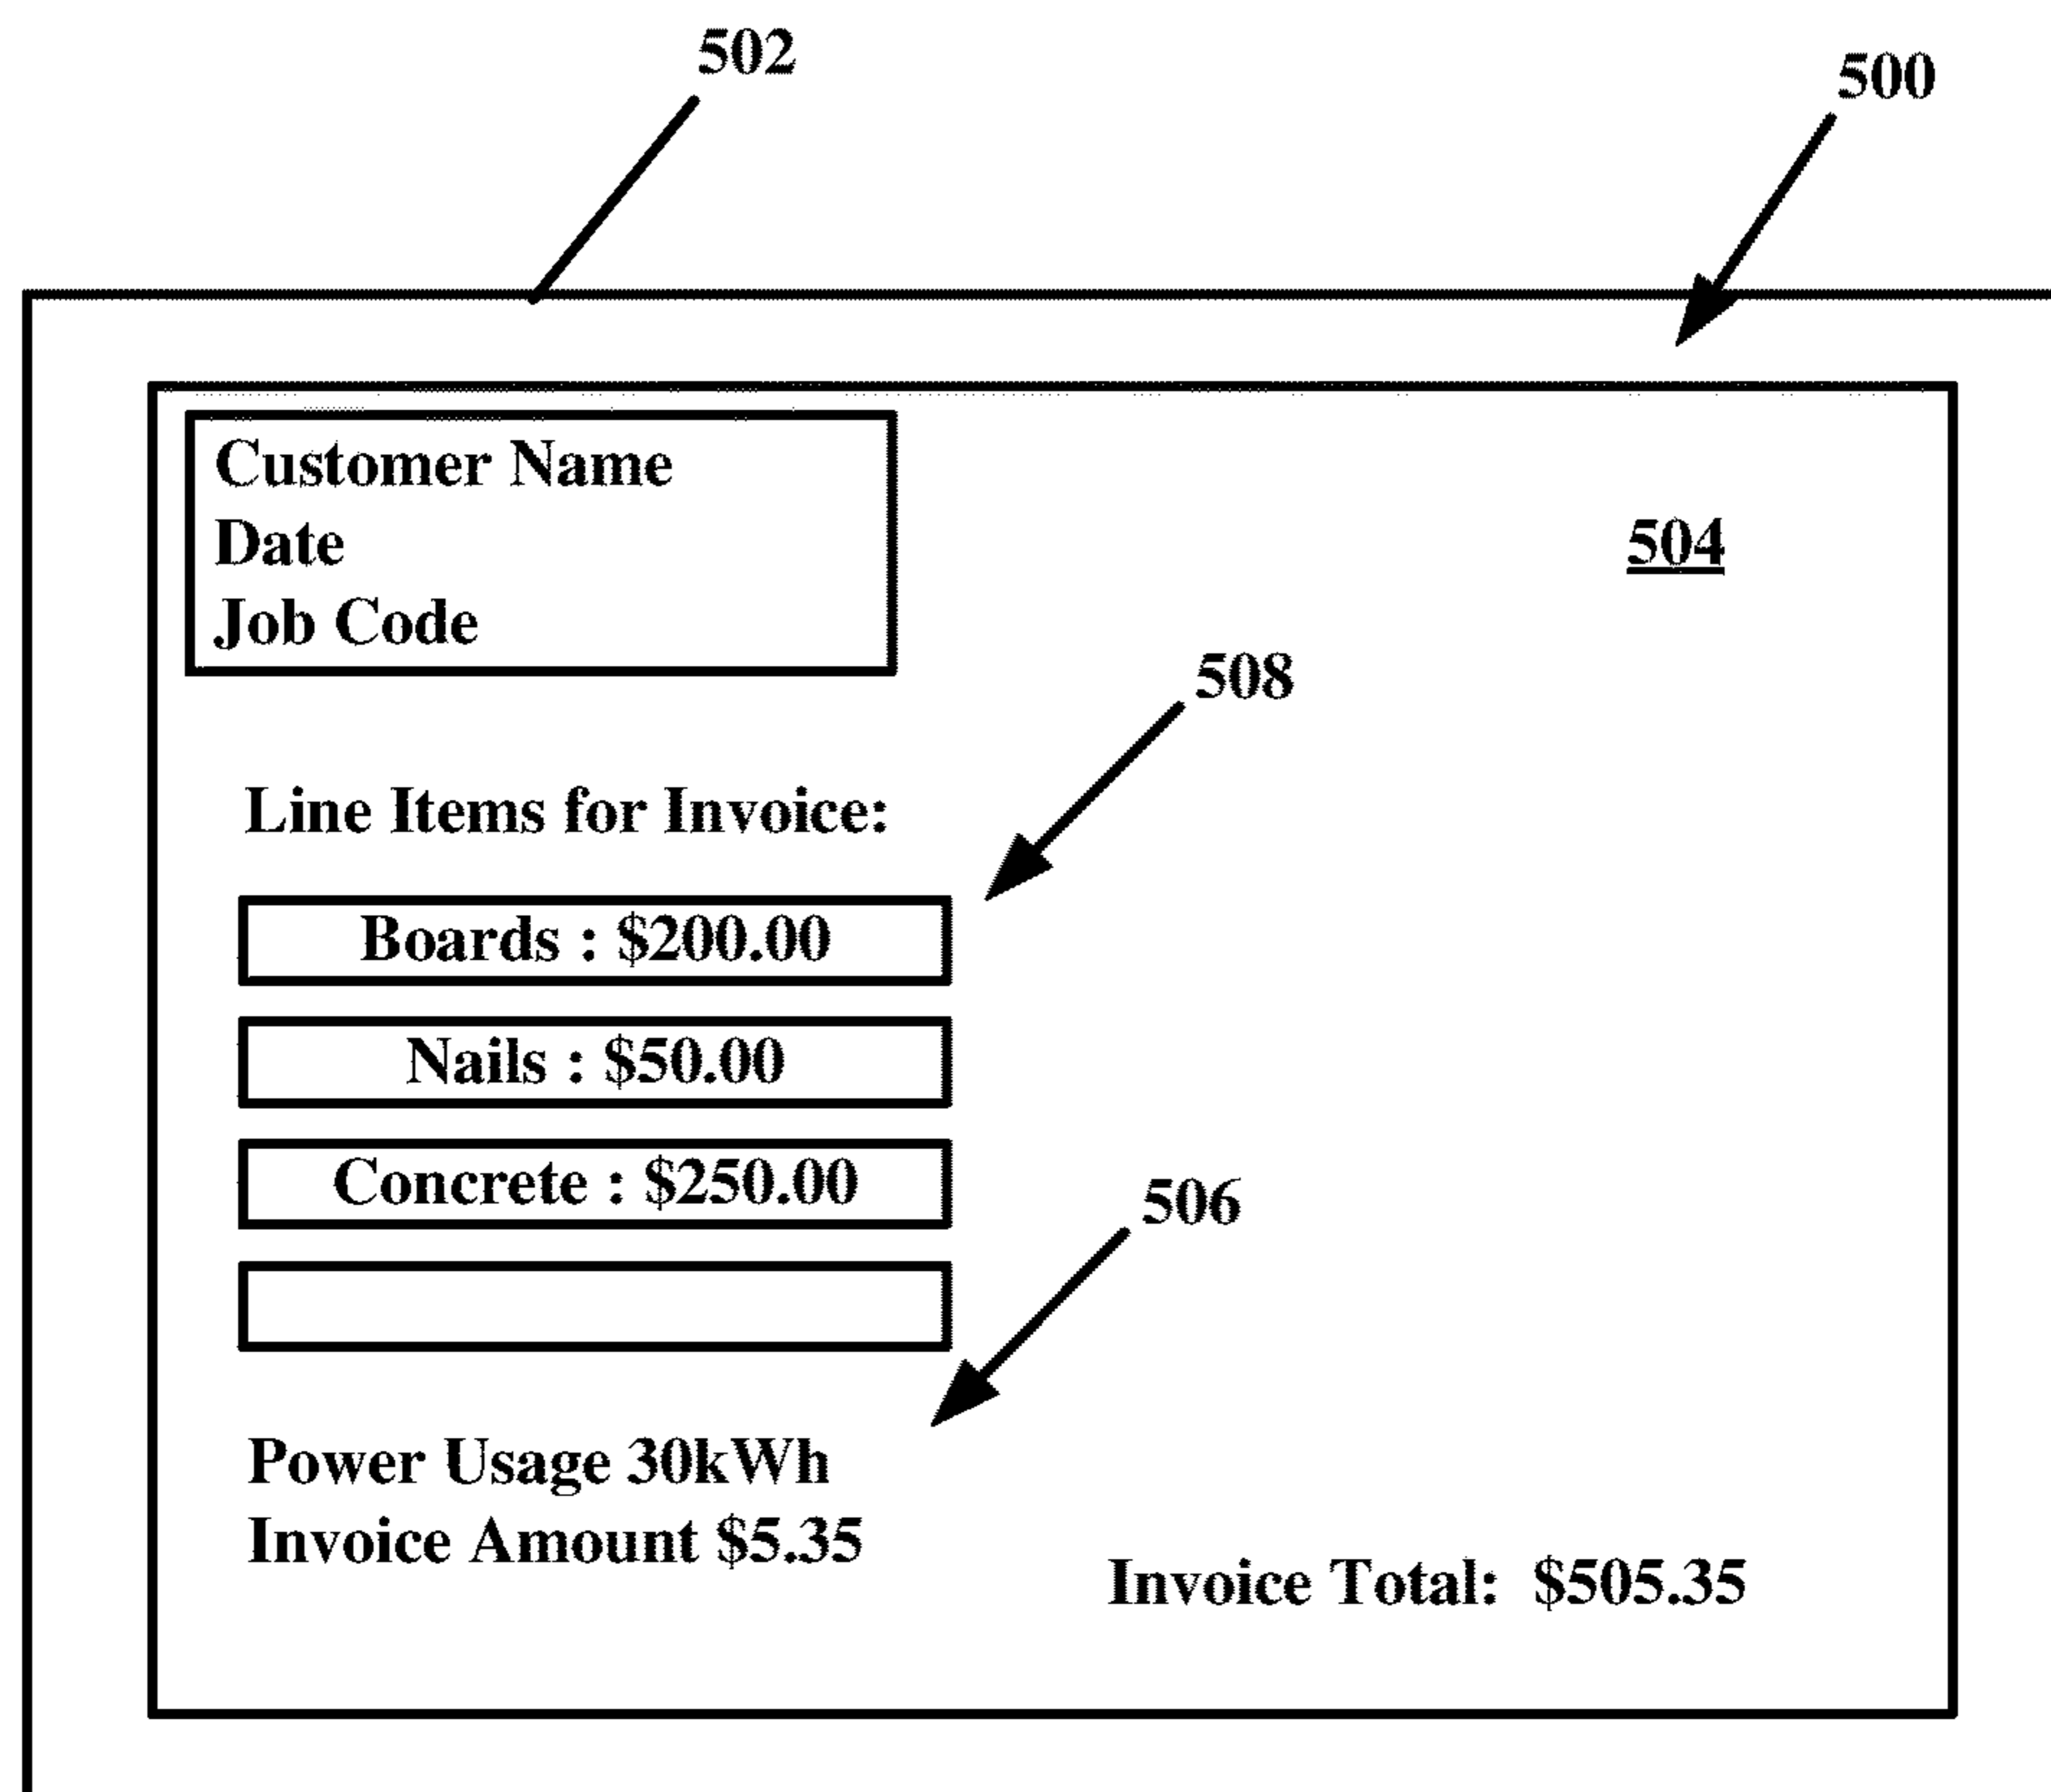 502
500
Customer Name
Date
Job Code
504
508
Line Items for Invoice:
Boards : $200.00
Nails : $50.00
Concrete : $250.00
506
Power Usage 30kWh
Invoice Amount $5.35
Invoice Total: $505.35